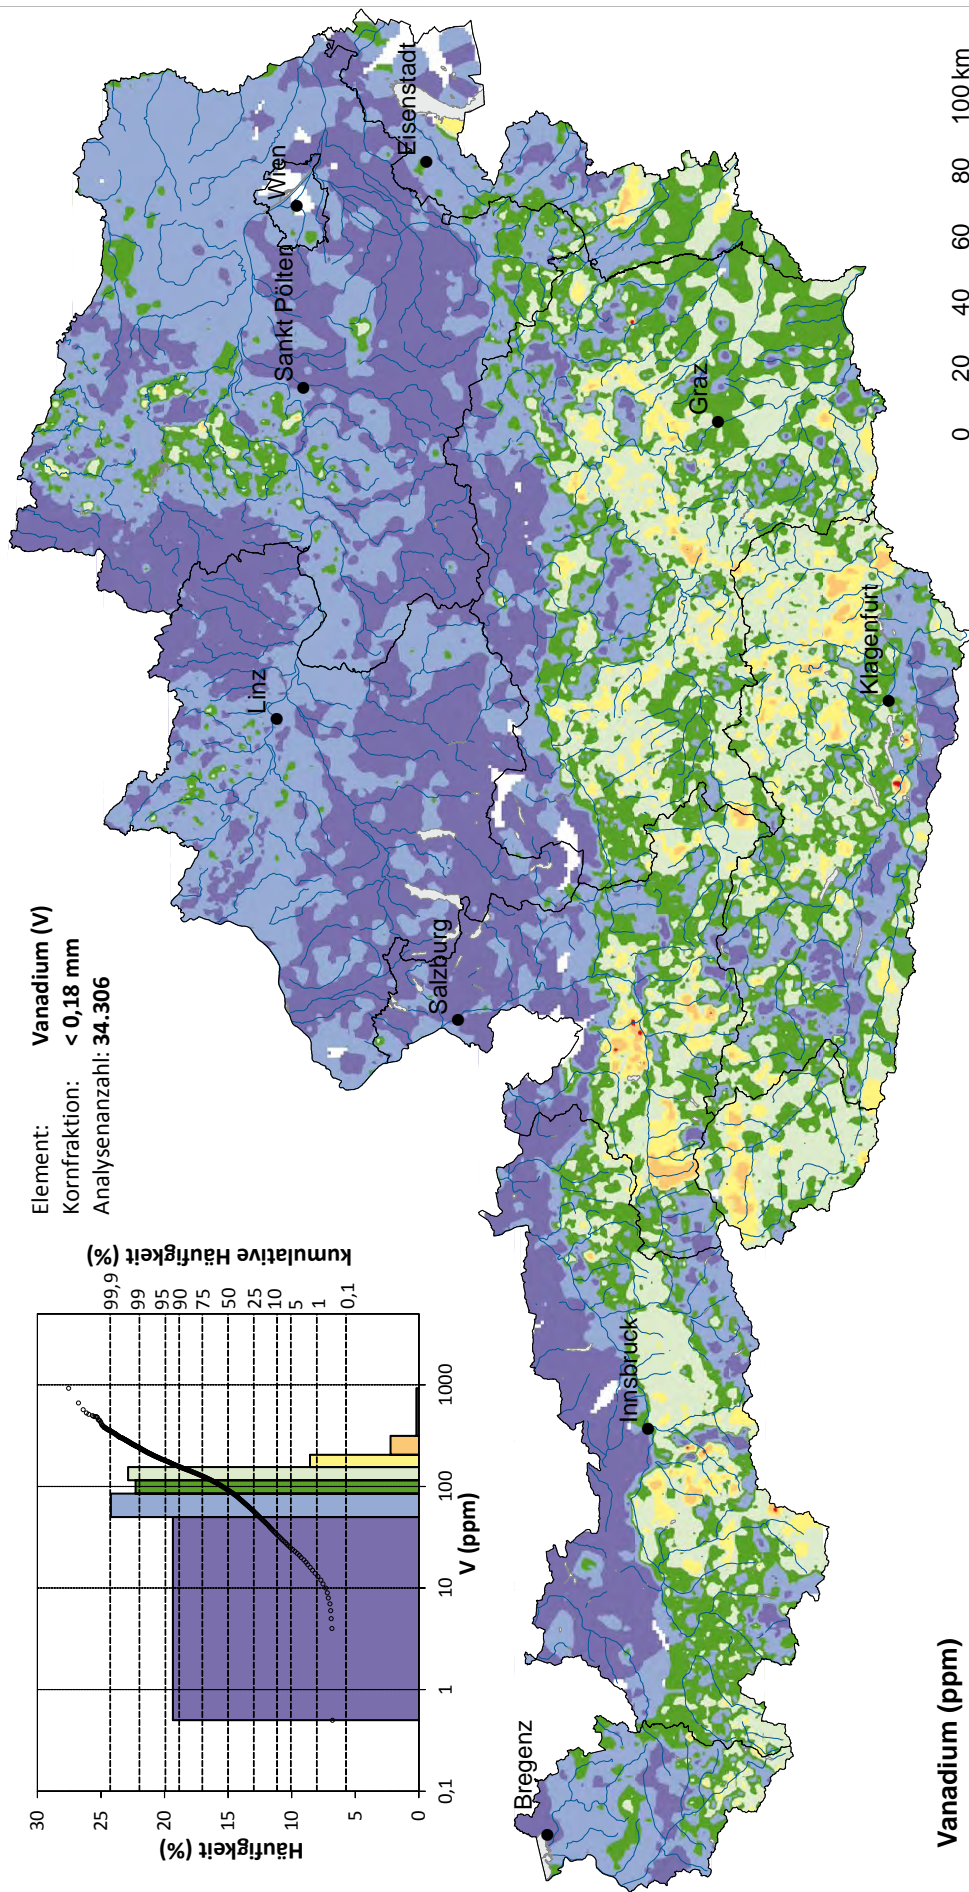 Element: Vanadium (V)
Kornfraktion: < 0,18 mm
Analysenanzahl: 34.306
Häufigkeit (%)
30
25
20
15
10
5
0
0,1
1
10
100
1000
V (ppm)
kumulative Häufigkeit (%)
99,9
99
95
90
75
50
25
10
5
1
0,1
Bregenz
Innsbruck
Salzburg
Linz
Sankt Pölten
Wien
Eisenstadt
Graz
Klagenfurt
0 20 40 60 80 100 km
Vanadium (ppm)